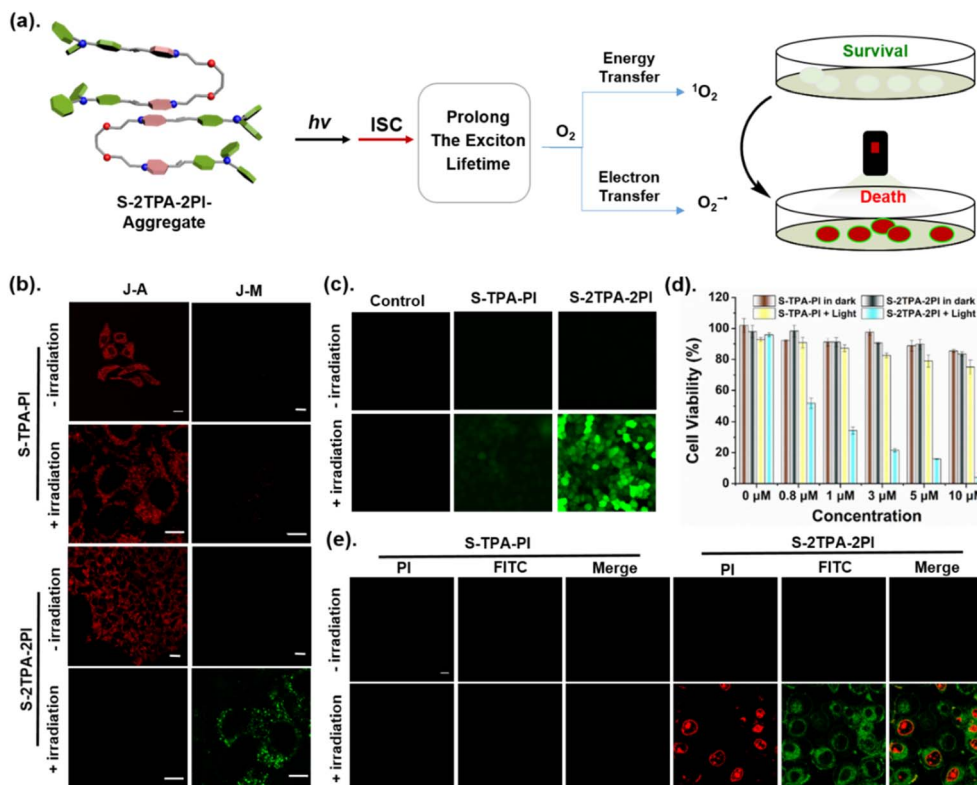 (a).
S-2TPA-2PI-
Aggregate
hv
ISC
Prolong
The Exciton
Lifetime
O₂
Energy
Transfer
¹O₂
Electron
Transfer
O₂⁻•
Survival
Death
(b).
J-A
J-M
S-TPA-PI
- irradiation
+ irradiation
S-2TPA-2PI
-irradiation
+ irradiation
(c).
Control
S-TPA-PI
S-2TPA-2PI
- irradiation
+ irradiation
(d).
S-TPA-PI in dark
S-2TPA-2PI in dark
S-TPA-PI + Light
S-2TPA-2PI + Light
Cell Viability (%)
120
100
80
60
40
20
0
0 μM
0.8 μM
1 μM
3 μM
5 μM
10 μM
Concentration
(e).
S-TPA-PI
S-2TPA-2PI
PI
FITC
Merge
PI
FITC
Merge
- irradiation
+ irradiation